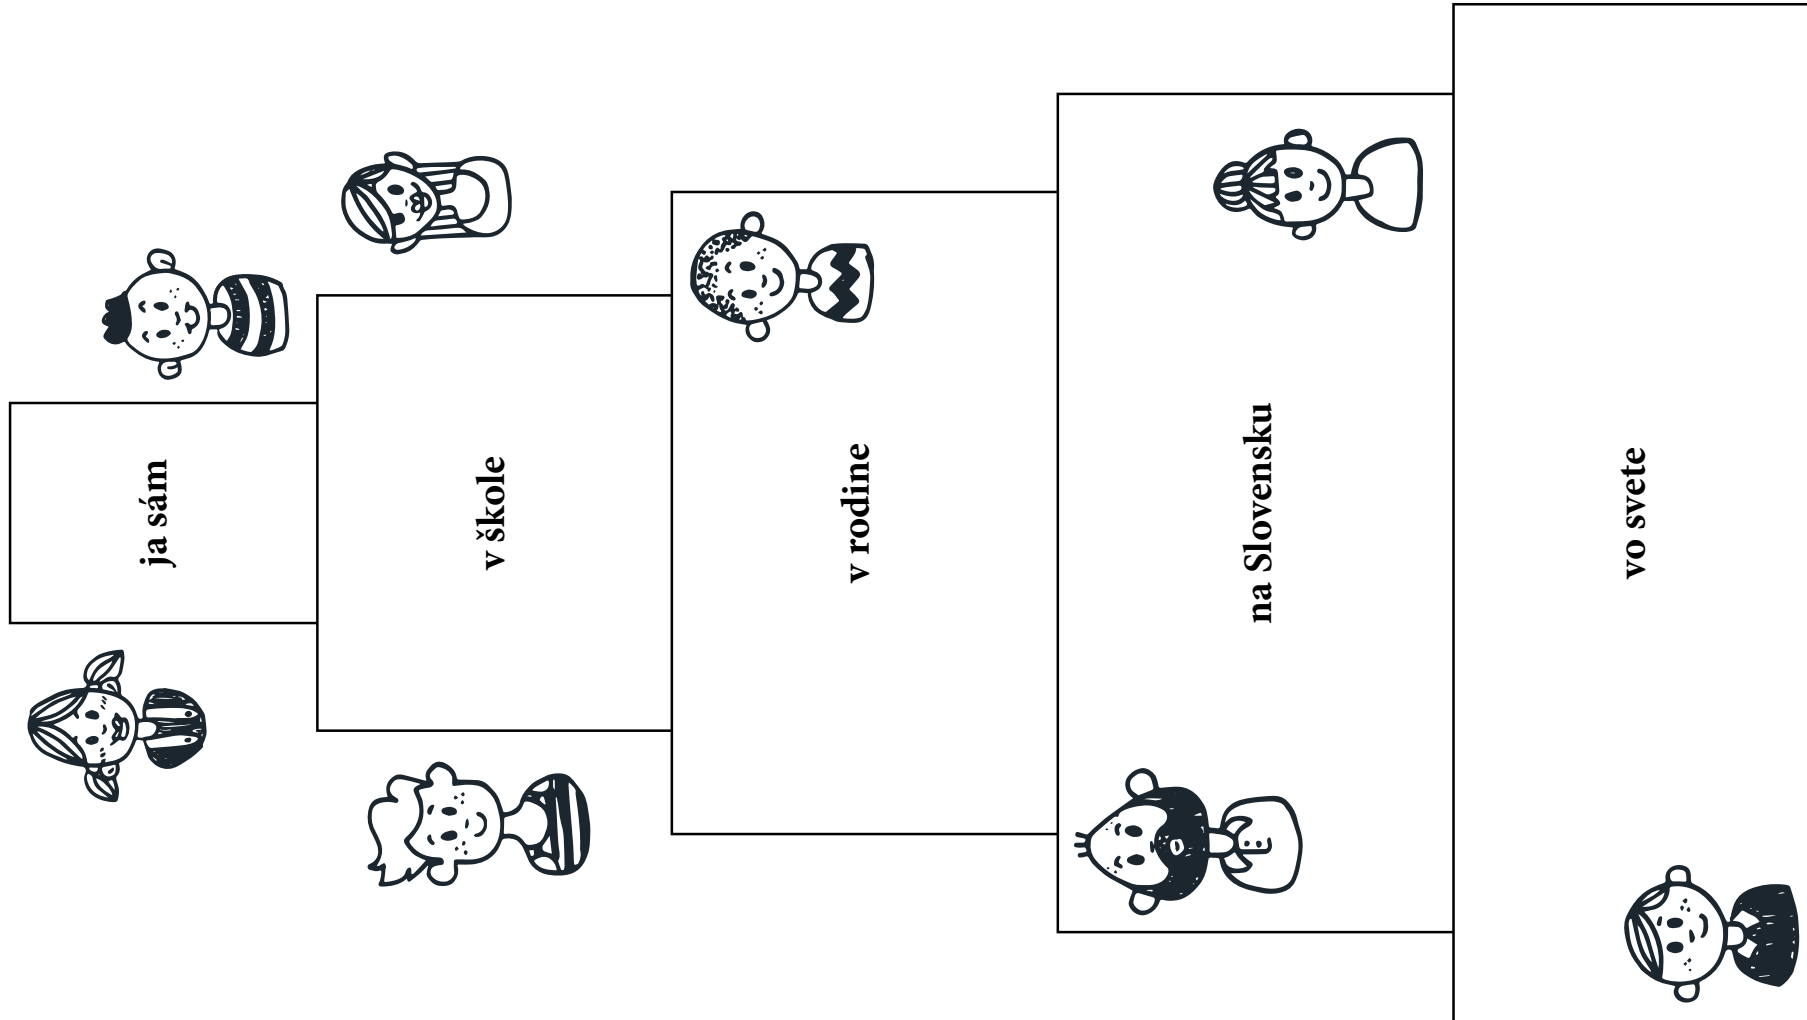 ja sám
v škole
v rodine
na Slovensku
vo svete